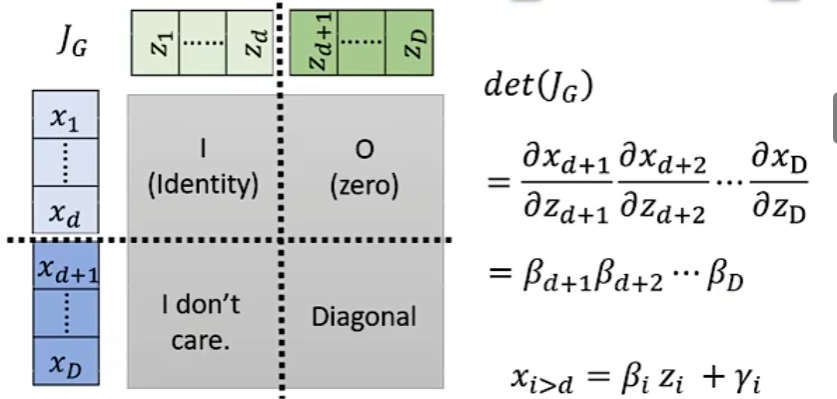 J_G z_1 ...... z_d z_{d+1} ...... z_D
x_1
......
x_d
x_{d+1}
......
x_D
I
(Identity)
O
(zero)
I don't
care.
Diagonal
det(J_G)
= ∂x_{d+1}/∂z_{d+1} ∂x_{d+2}/∂z_{d+2} ⋯ ∂x_D/∂z_D
= β_{d+1}β_{d+2} ⋯ β_D
x_{i>d} = β_i z_i + γ_i